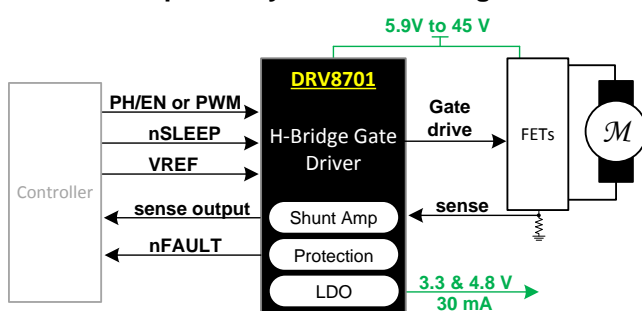 5.9V to 45 V
DRV8701
PH/EN or PWM
nSLEEP
VREF
Controller
sense output
nFAULT
H-Bridge Gate
Driver
Shunt Amp
Protection
LDO
Gate
drive
FETs
M
sense
3.3 & 4.8 V
30 mA